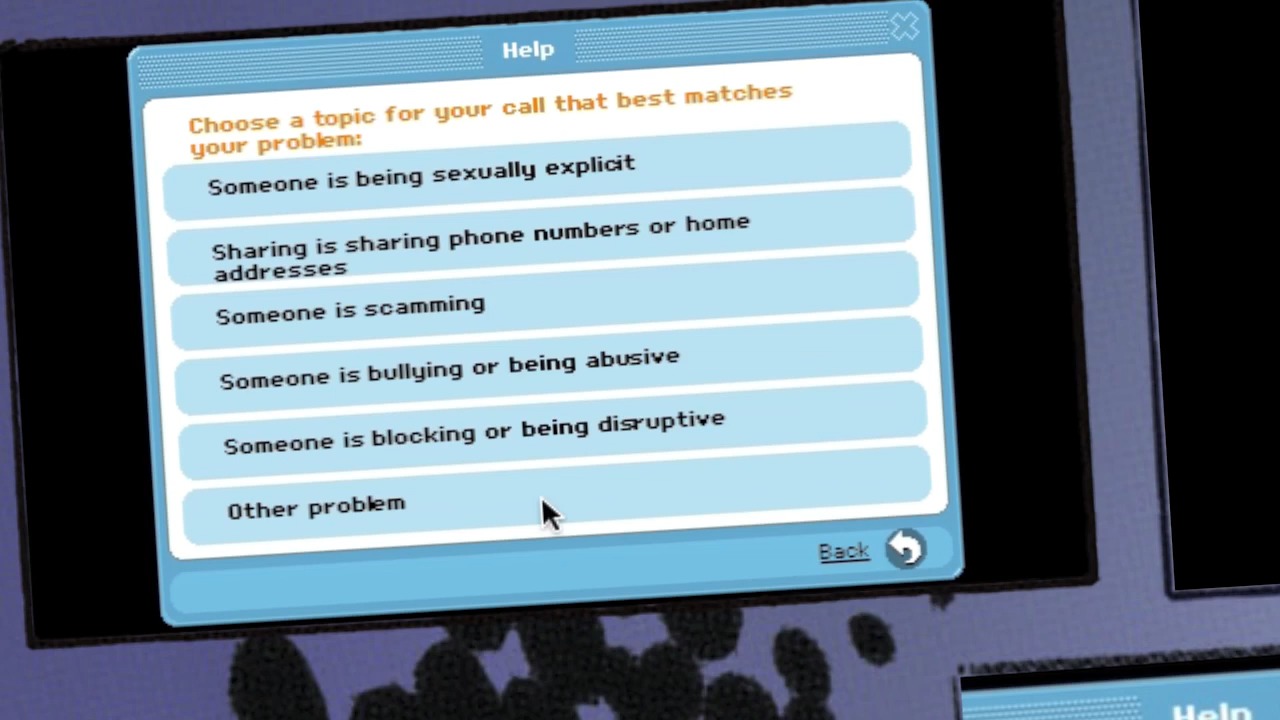 Help
Choose a topic for your call that best matches
your problem:
Someone is being sexually explicit
Sharing is sharing phone numbers or home
addresses
Someone is scamming
Someone is bullying or being abusive
Someone is blocking or being disruptive
Other problem
Back
Help